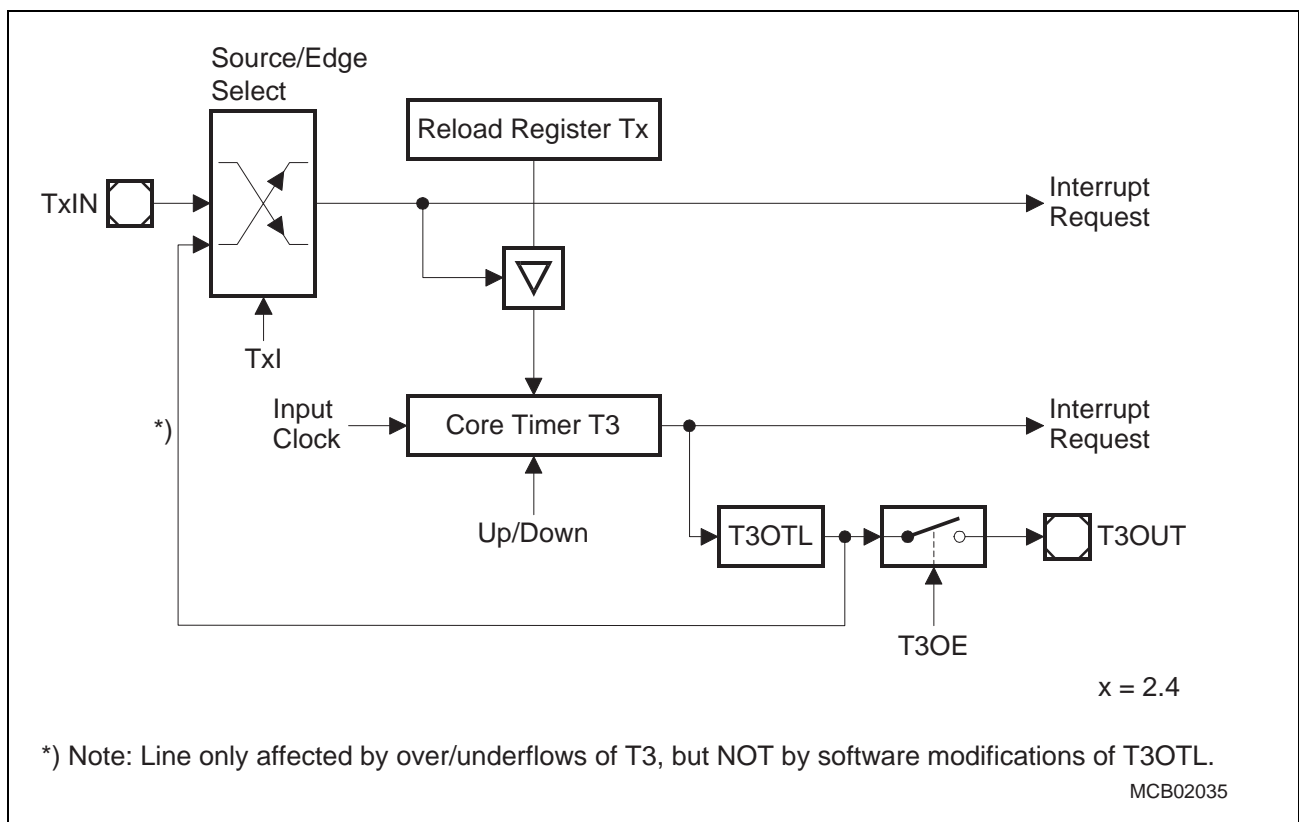 Source/Edge
Select
Reload Register Tx
TxIN
Interrupt
Request
TxI
Input
Clock
Core Timer T3
Interrupt
Request
*)
Up/Down
T3OTL
T3OUT
T3OE
x = 2.4
*) Note: Line only affected by over/underflows of T3, but NOT by software modifications of T3OTL.
MCB02035